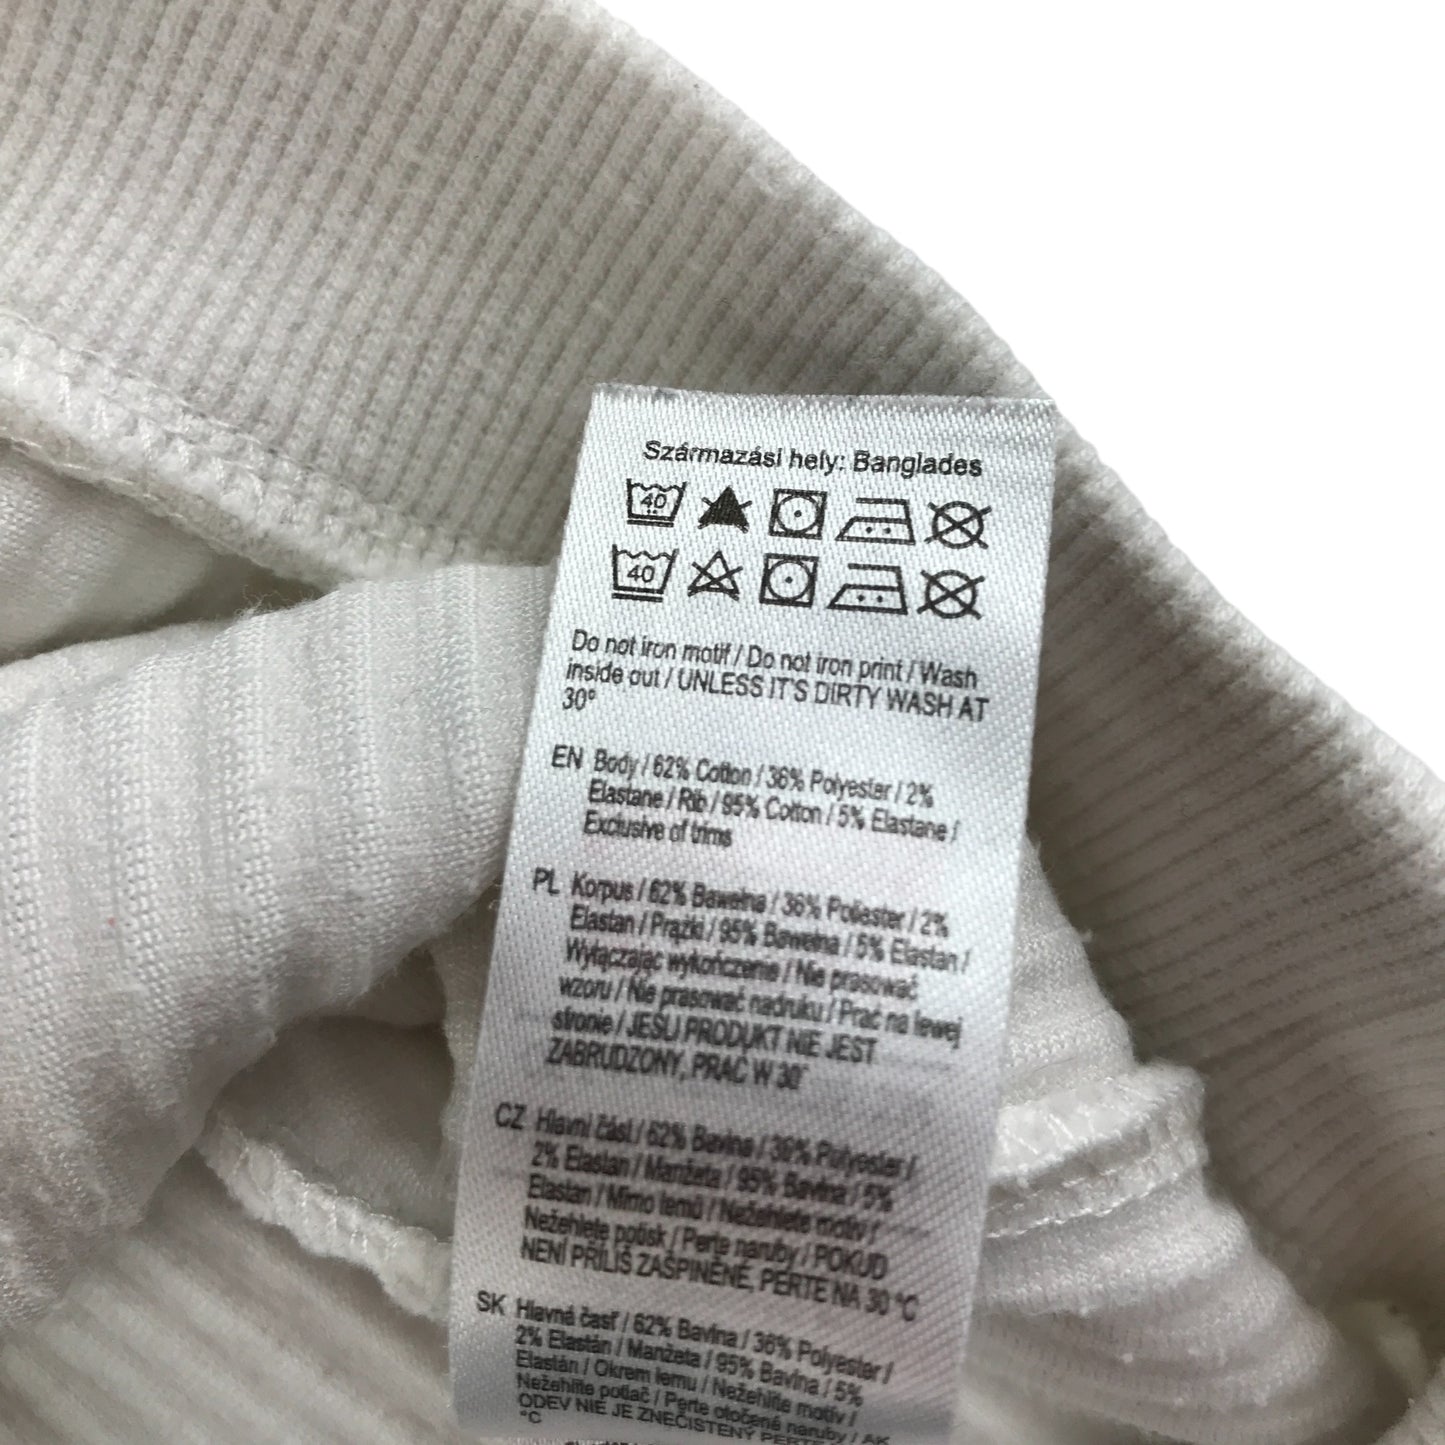 Származási hely: Banglades
40
40
Do not iron motif / Do not iron print / Wash
inside out / UNLESS IT'S DIRTY WASH AT
30°
EN Body / 62% Cotton / 36% Polyester / 2%
Elastane / Rib / 95% Cotton / 5% Elastane /
Exclusive of trims
PL Korpus / 62% Bawełna / 36% Poliester / 2%
Elastan / Prążki / 95% Bawełna / 5% Elastan /
Wyłączając wykończenie / Nie prasować
wzoru / Nie prasować nadruku / Prać na lewej
stronie / JEŚLI PRODUKT NIE JEST
ZABRUDZONY, PRAĆ W 30°
CZ Hlavní část / 62% Bavlna / 36% Polyester /
2% Elastan / Manžeta / 95% Bavlna / 5%
Elastan / Mimo lemů / Nežehlete motiv /
Nežehlete potisk / Perte naruby / POKUD
NENÍ PŘÍLIŠ ZAŠPINĚNÉ, PERTE NA 30 °C
SK Hlavná časť / 62% Bavlna / 36% Polyester /
2% Elastán / Manžeta / 95% Bavlna / 5%
Elastán / Okrem lemu / Nežehlite motív /
Nežehlite potlač / Perte otočené naruby / AK
ODEV NIE JE ZNEČISTENÝ PERTE
°C